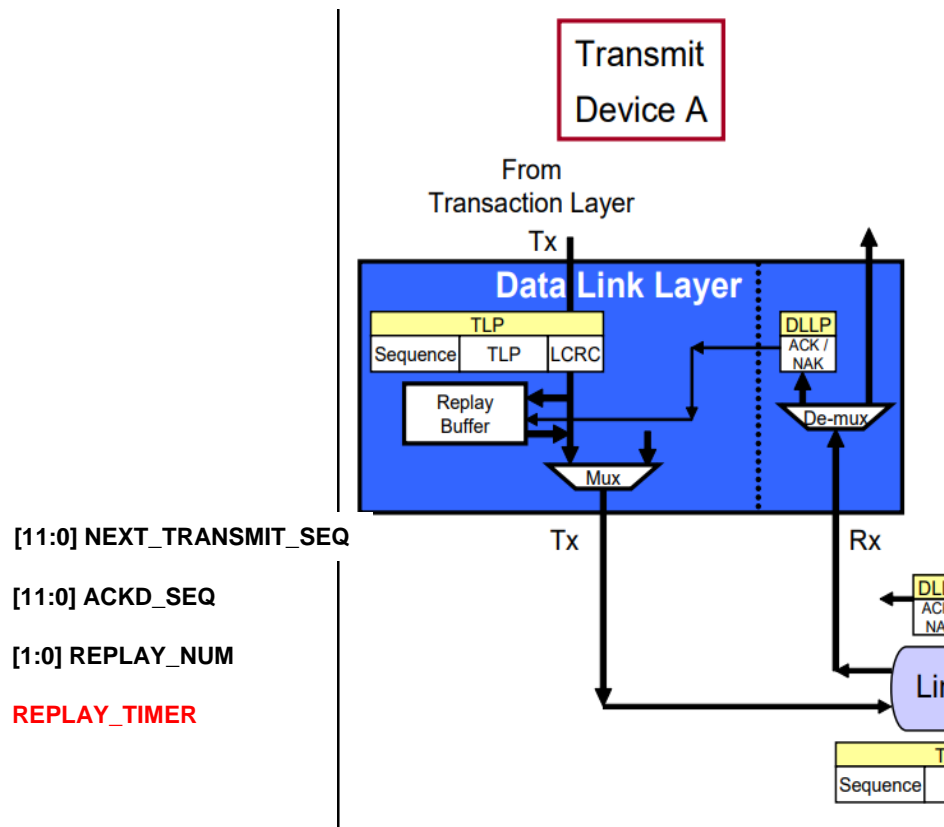 Transmit
Device A
From
Transaction Layer
Tx
Data Link Layer
TLP
Sequence TLP LCRC
DLLP
ACK /
NAK
Replay
Buffer
De-mux
Mux
[11:0] NEXT_TRANSMIT_SEQ
Tx
Rx
[11:0] ACKD_SEQ
[1:0] REPLAY_NUM
REPLAY_TIMER
Sequence